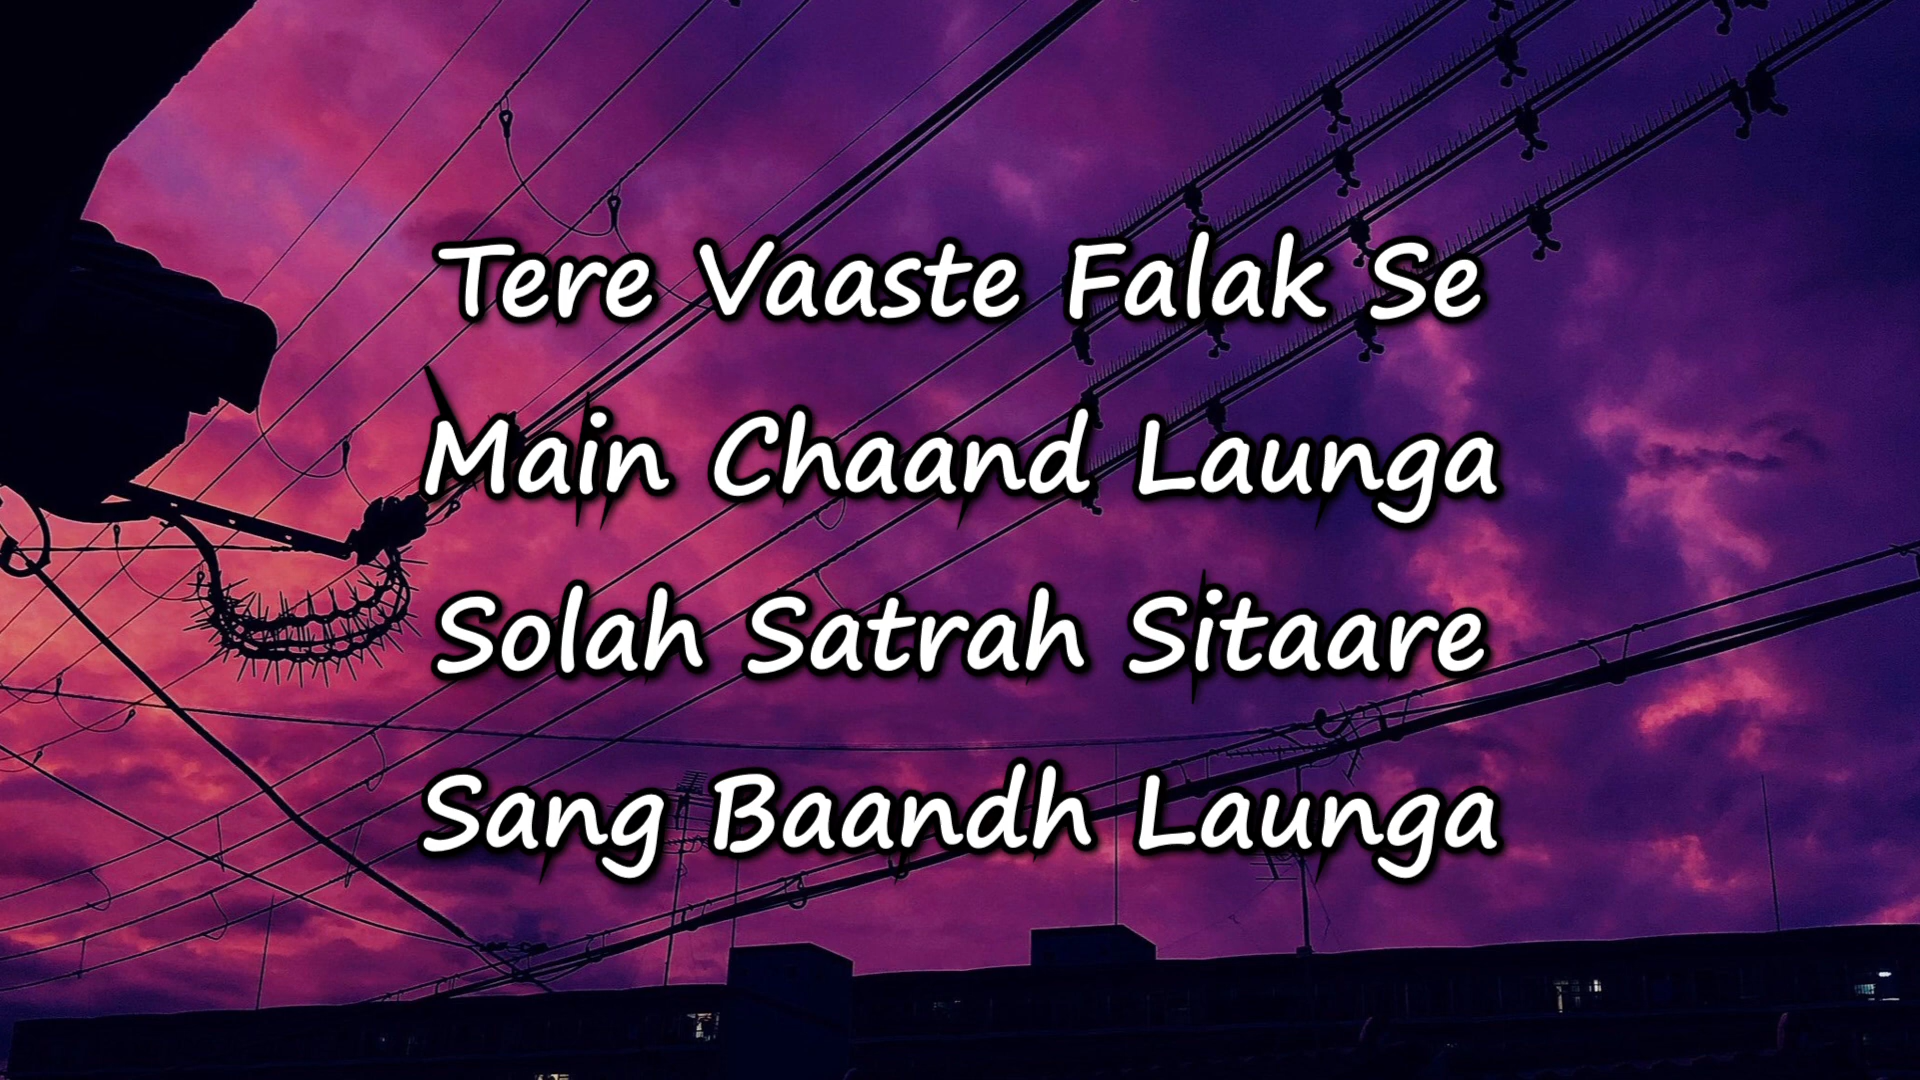 Tere Vaaste Falak Se
Main Chaand Launga
Solah Satrah Sitaare
Sang Baandh Launga